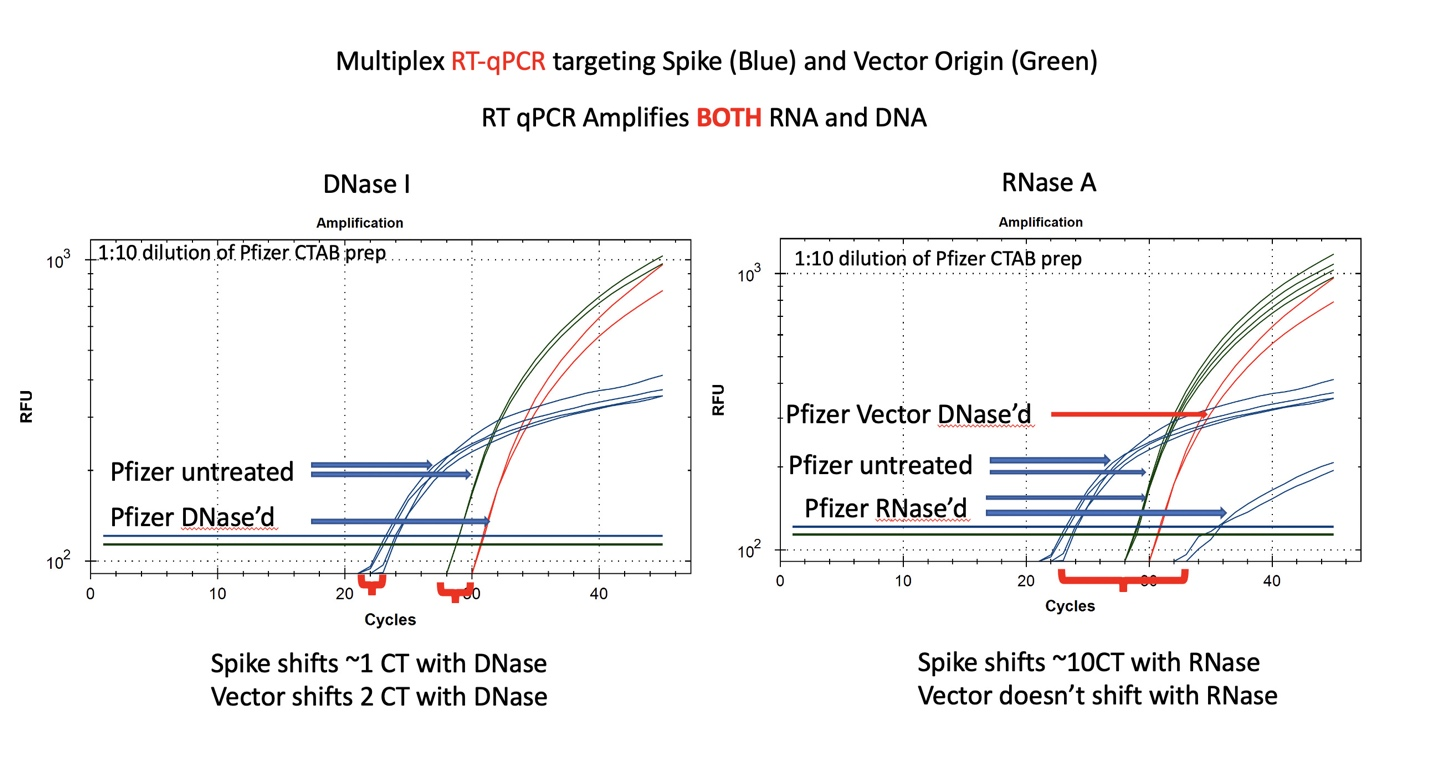 Multiplex RT-qPCR targeting Spike (Blue) and Vector Origin (Green)
RT qPCR Amplifies BOTH RNA and DNA
DNase I
Amplification
1:10 dilution of Pfizer CTAB prep
10³
10²
RFU
Pfizer untreated
Pfizer DNase’d
0 10 20 30 40
Cycles
Spike shifts ~1 CT with DNase
Vector shifts 2 CT with DNase
RNase A
Amplification
1:10 dilution of Pfizer CTAB prep
10³
10²
RFU
Pfizer Vector DNase’d
Pfizer untreated
Pfizer RNase’d
0 10 20 30 40
Cycles
Spike shifts ~10CT with RNase
Vector doesn’t shift with RNase